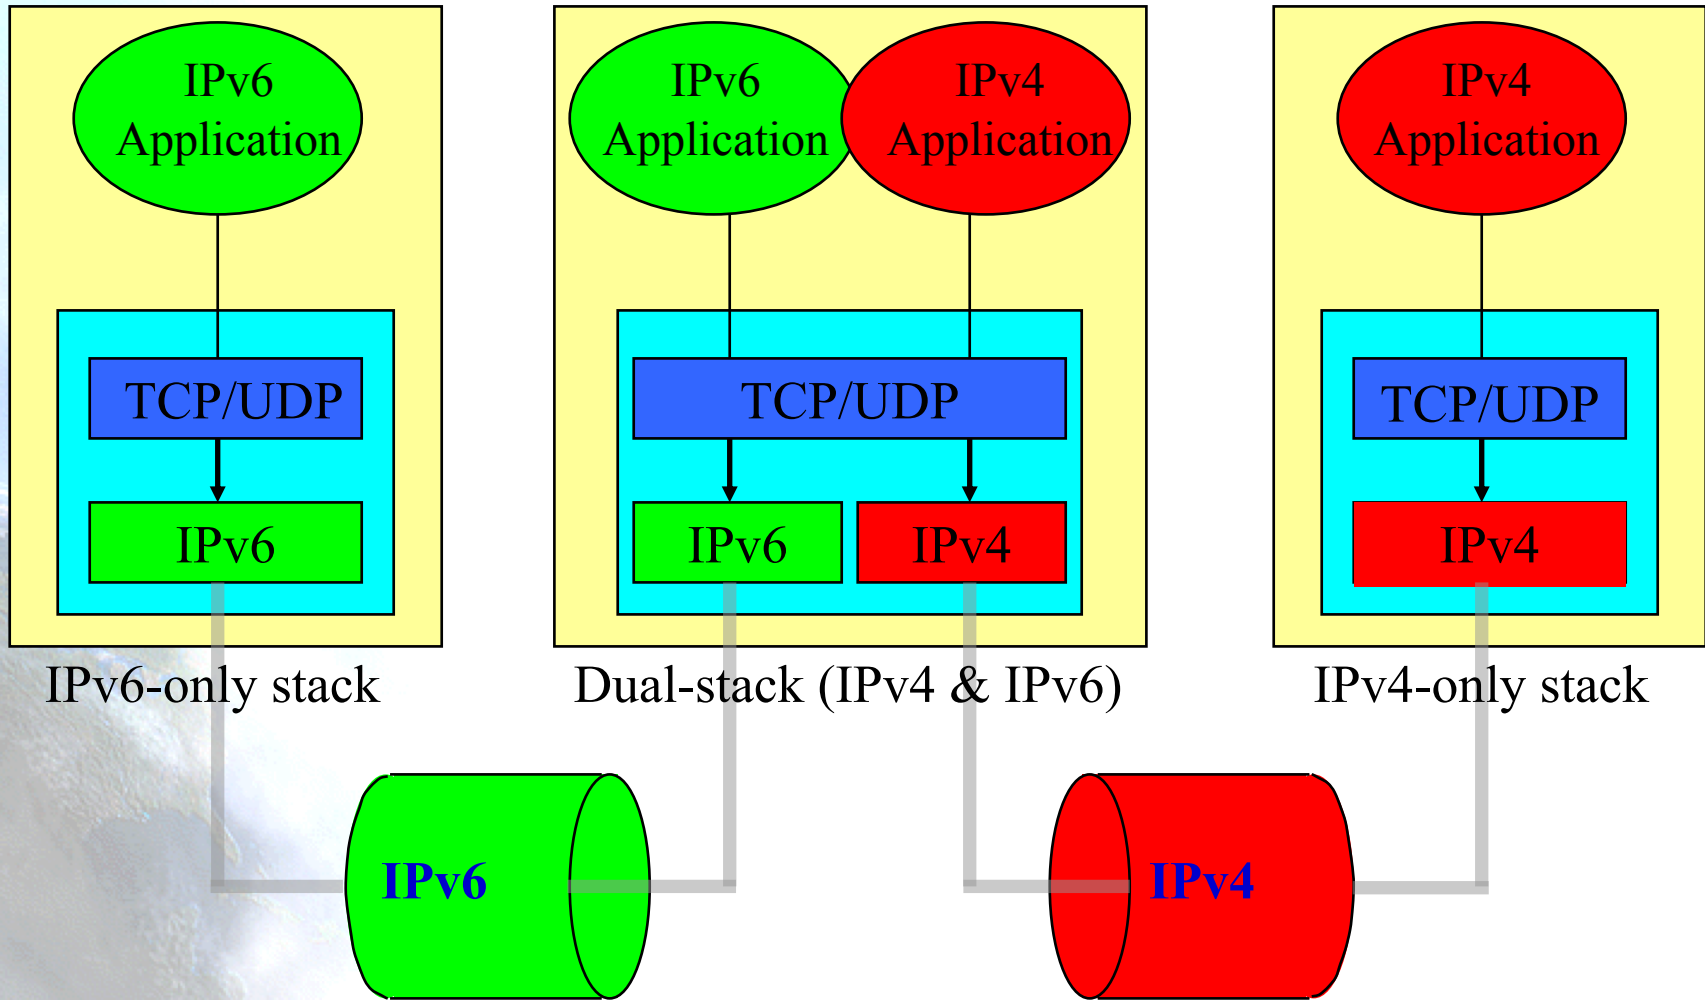 IPv6
Application
IPv6
Application
IPv4
Application
IPv4
Application
TCP/UDP
TCP/UDP
TCP/UDP
IPv6
IPv6
IPv4
IPv4
IPv6-only stack
Dual-stack (IPv4 & IPv6)
IPv4-only stack
IPv6
IPv4